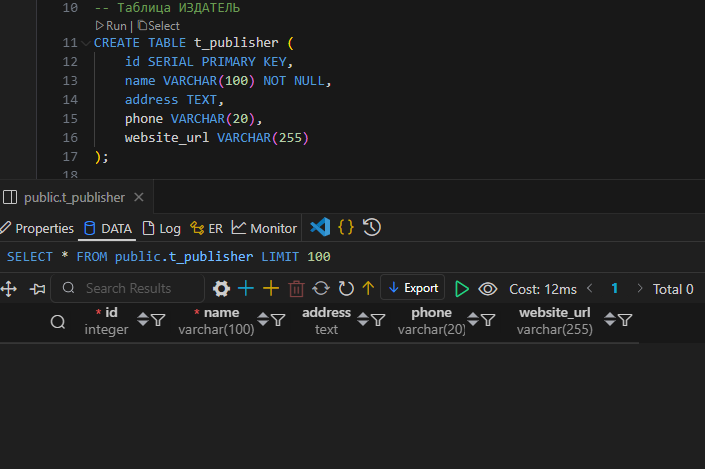 10 -- Таблица ИЗДАТЕЛЬ
Run | Select
11 CREATE TABLE t_publisher (
12 id SERIAL PRIMARY KEY,
13 name VARCHAR(100) NOT NULL,
14 address TEXT,
15 phone VARCHAR(20),
16 website_url VARCHAR(255)
17 );
18
public.t_publisher
Properties DATA Log ER Monitor {}
SELECT * FROM public.t_publisher LIMIT 100
Search Results Export Cost: 12ms < 1 > Total 0
* id * name address phone website_url
integer varchar(100) text varchar(20) varchar(255)